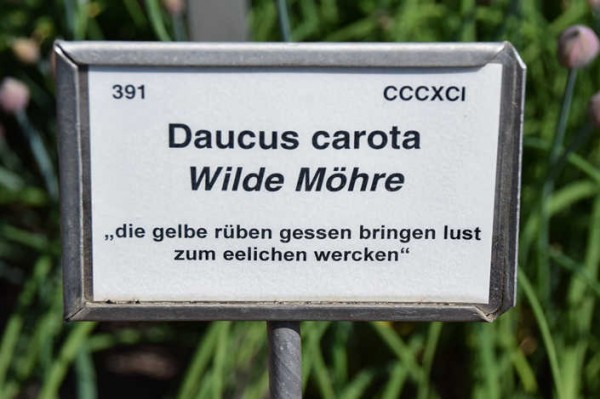 391 CCCXCI
Daucus carota
Wilde Möhre
„die gelbe rüben gessen bringen lust
zum eelichen wercken“